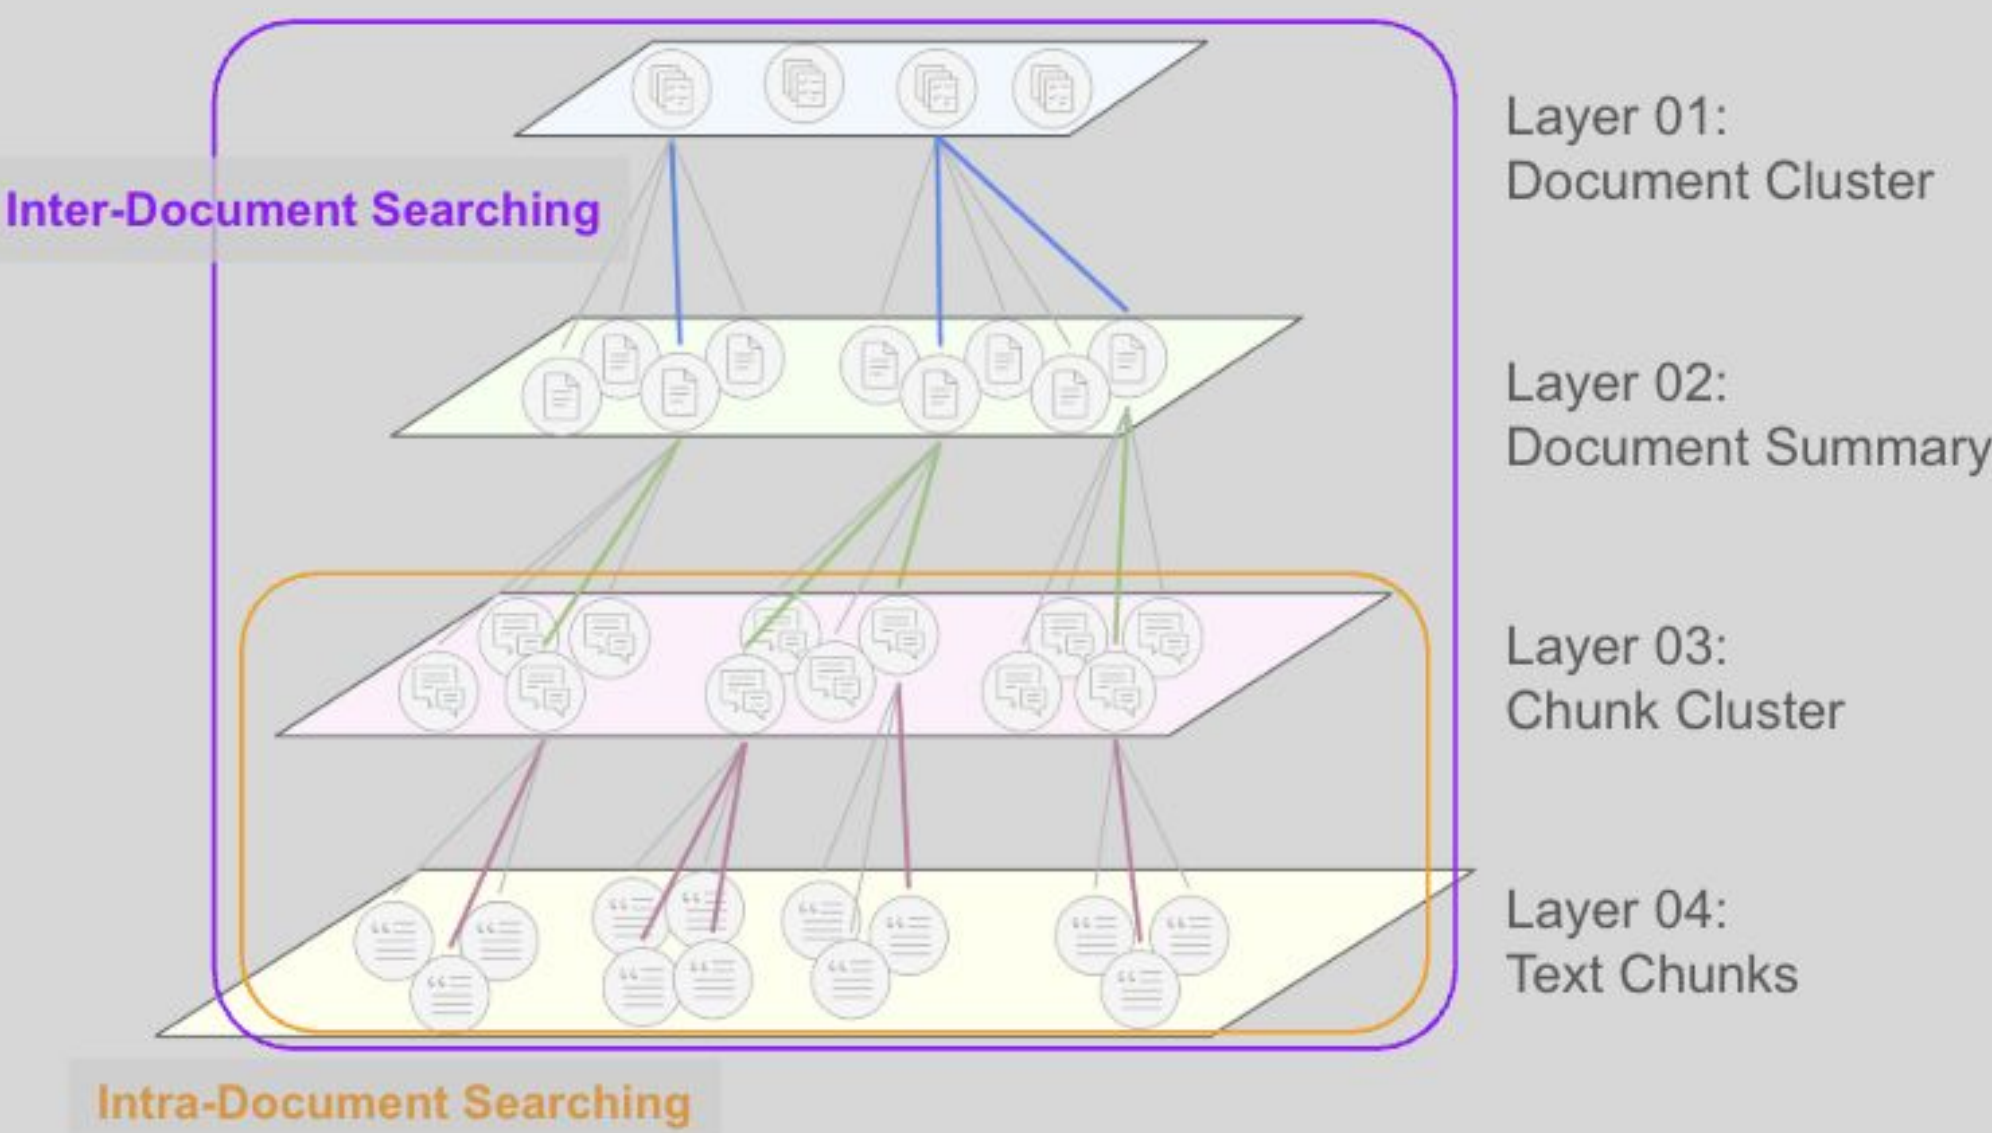 Layer 01:
Document Cluster
Inter-Document Searching
Layer 02:
Document Summary
Layer 03:
Chunk Cluster
Layer 04:
Text Chunks
Intra-Document Searching